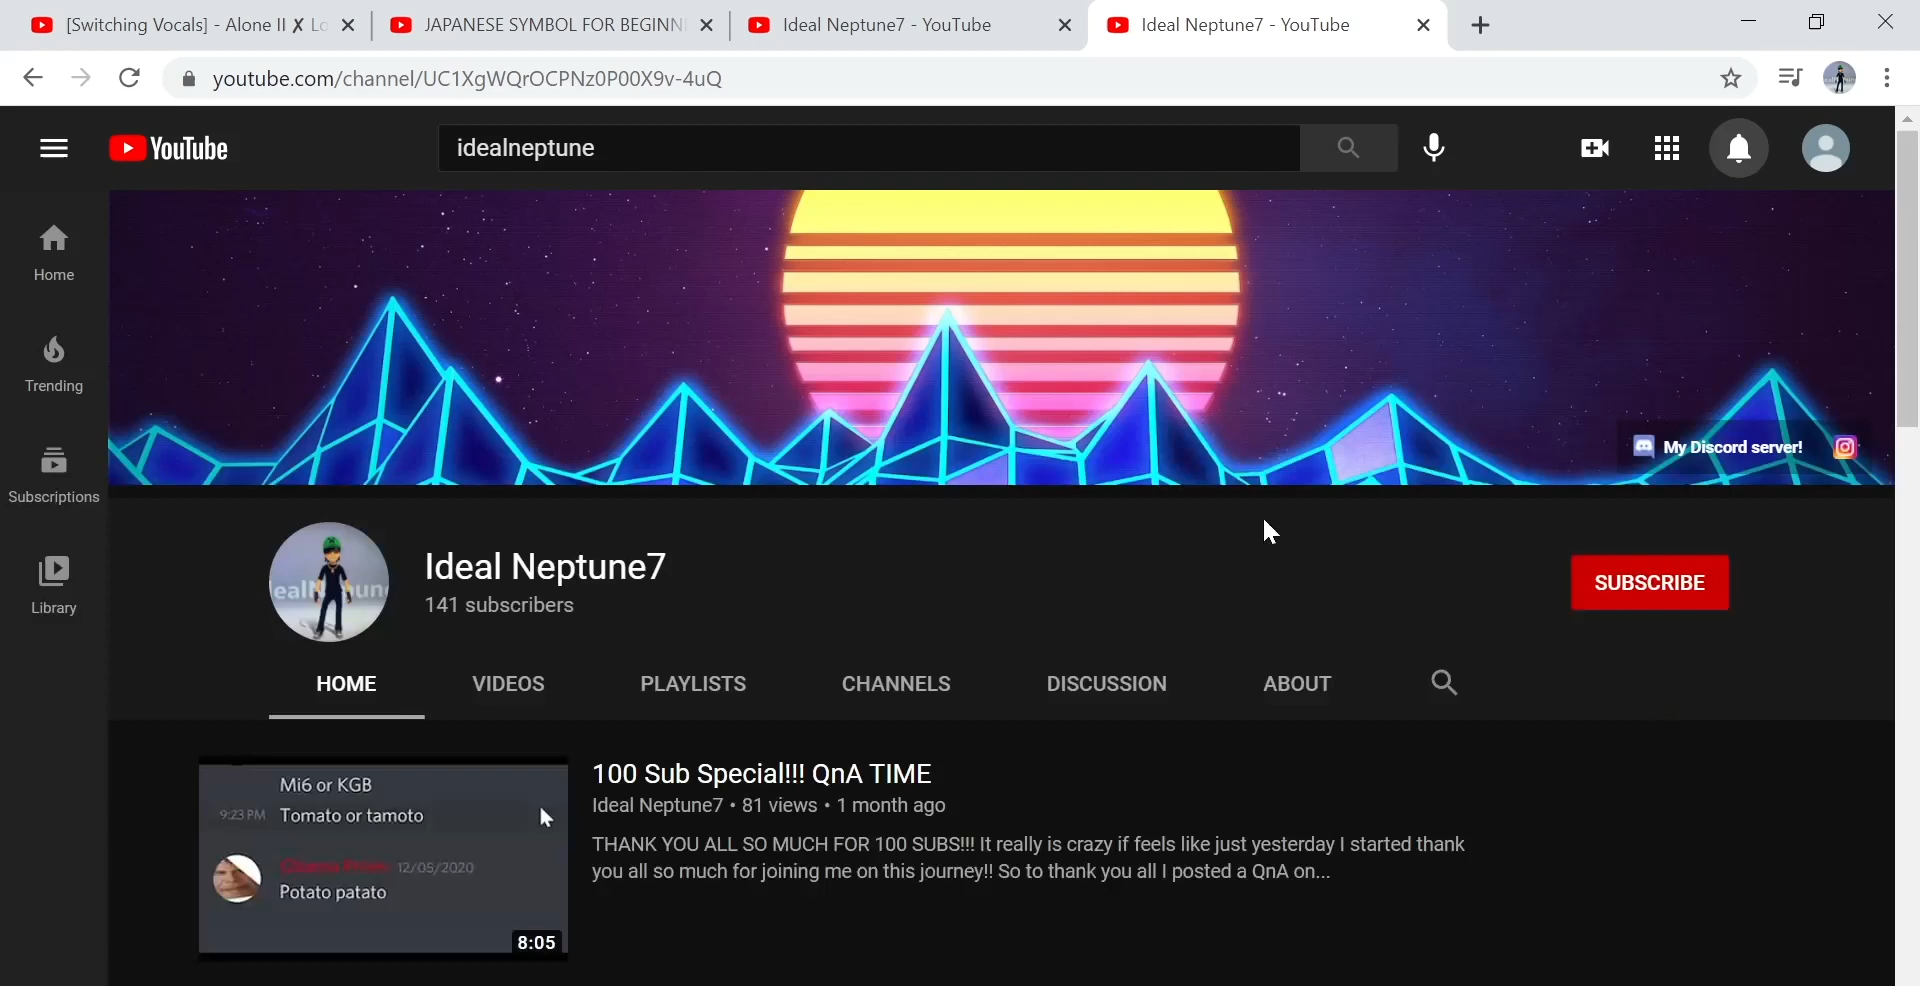 [Switching Vocals] - Alone II ✗ Lo
JAPANESE SYMBOL FOR BEGINN
Ideal Neptune7 - YouTube
Ideal Neptune7 - YouTube
youtube.com/channel/UC1XgWQrOCPNz0P00X9v-4uQ
YouTube
idealneptune
Home
Trending
Subscriptions
Library
My Discord server!
Ideal Neptune7
141 subscribers
SUBSCRIBE
HOME
VIDEOS
PLAYLISTS
CHANNELS
DISCUSSION
ABOUT
Mi6 or KGB
9:23 PM Tomato or tamoto
12/05/2020
Potato patato
8:05
100 Sub Special!!! QnA TIME
Ideal Neptune7 • 81 views • 1 month ago
THANK YOU ALL SO MUCH FOR 100 SUBS!!! It really is crazy if feels like just yesterday I started thank
you all so much for joining me on this journey!! So to thank you all I posted a QnA on...